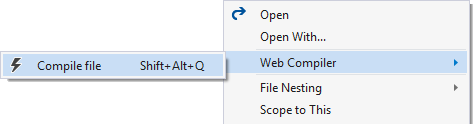 Open
Open With...
Web Compiler
Compile file Shift+Alt+Q
File Nesting
Scope to This